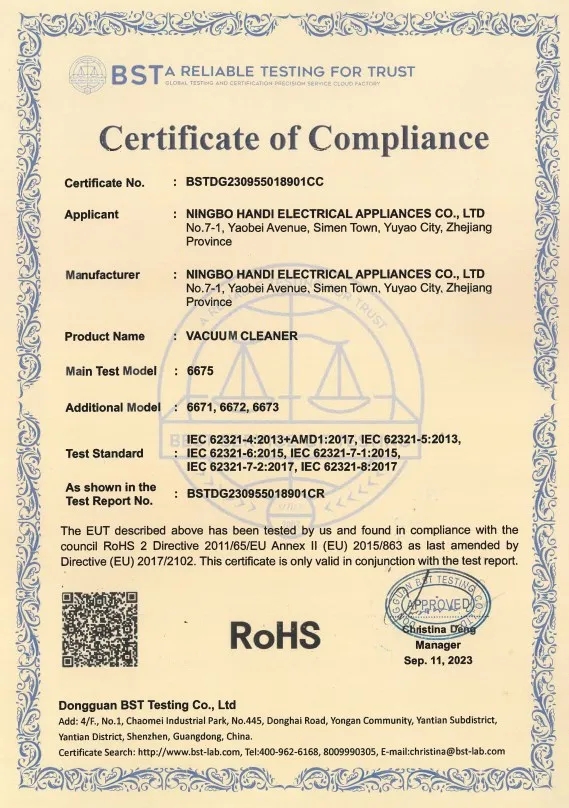 BST A RELIABLE TESTING FOR TRUST
GLOBAL TESTING AND CERTIFICATION PRECISION SERVICE CLOUD FACTORY
Certificate of Compliance
Certificate No. : BSTDG230955018901CC
Applicant : NINGBO HANDI ELECTRICAL APPLIANCES CO., LTD
No.7-1, Yaobei Avenue, Simen Town, Yuyao City, Zhejiang
Province
Manufacturer : NINGBO HANDI ELECTRICAL APPLIANCES CO., LTD
No.7-1, Yaobei Avenue, Simen Town, Yuyao City, Zhejiang
Province
Product Name : VACUUM CLEANER
Main Test Model : 6675
Additional Model : 6671, 6672, 6673
IEC 62321-4:2013+AMD1:2017, IEC 62321-5:2013,
Test Standard : IEC 62321-6:2015, IEC 62321-7-1:2015,
IEC 62321-7-2:2017, IEC 62321-8:2017
As shown in the
Test Report No. : BSTDG230955018901CR
The EUT described above has been tested by us and found in compliance with the
council RoHS 2 Directive 2011/65/EU Annex II (EU) 2015/863 as last amended by
Directive (EU) 2017/2102. This certificate is only valid in conjunction with the test report.
APPROVED
RoHS
Christina Deng
Manager
Sep. 11, 2023
Dongguan BST Testing Co., Ltd
Add: 4/F., No.1, Chaomei Industrial Park, No.445, Donghai Road, Yongan Community, Yantian Subdistrict,
Yantian District, Shenzhen, Guangdong, China.
Certificate Search: http://www.bst-lab.com, Tel:400-962-6168, 8009990305, E-mail:christina@bst-lab.com